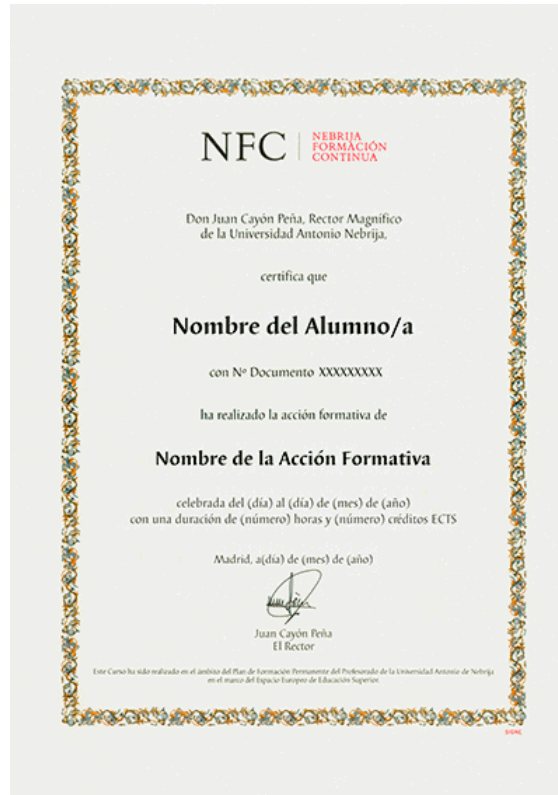 NFC
NEBRIJA
FORMACIÓN
CONTINUA
Don Juan Cayón Peña, Rector Magnífico
de la Universidad Antonio Nebrija,
certifica que
Nombre del Alumno/a
con Nº Documento XXXXXXXXX
ha realizado la acción formativa de
Nombre de la Acción Formativa
celebrada del (día) al (día) de (mes) de (año)
con una duración de (número) horas y (número) créditos ECTS
Madrid, a(día) de (mes) de (año)
Juan Cayón Peña
El Rector
Este Curso ha sido realizado en el ámbito del Plan de Formación Permanente del Profesorado de la Universidad Antonio de Nebrija
en el marco del Espacio Europeo de Educación Superior.
SIGNE